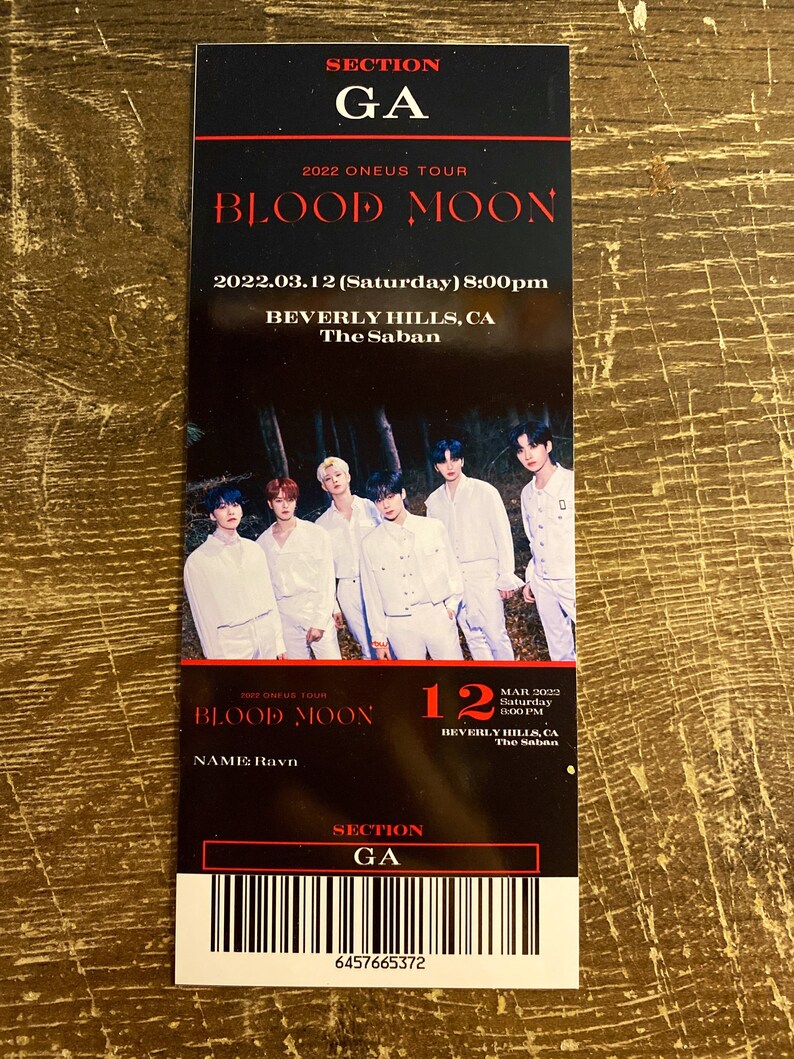 SECTION
GA
2022 ONEUS TOUR
BLOOD MOON
2022.03.12 (Saturday) 8:00pm
BEVERLY HILLS, CA
The Saban
2022 ONEUS TOUR
BLOOD MOON
12
MAR 2022
Saturday
8:00 PM
BEVERLY HILLS, CA
The Saban
NAME: Ravn
SECTION
GA
6457665372